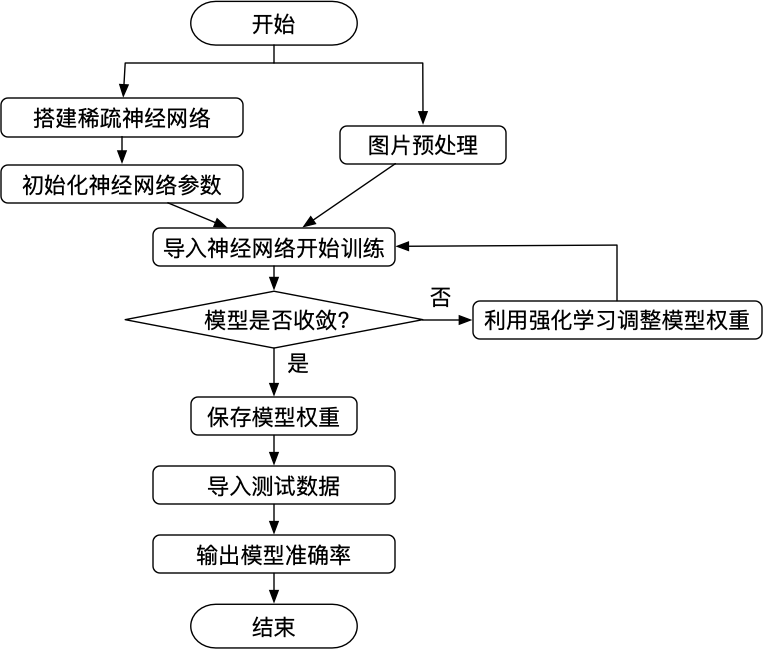 开始
搭建稀疏神经网络
图片预处理
初始化神经网络参数
导入神经网络开始训练
模型是否收敛?
否
利用强化学习调整模型权重
是
保存模型权重
导入测试数据
输出模型准确率
结束